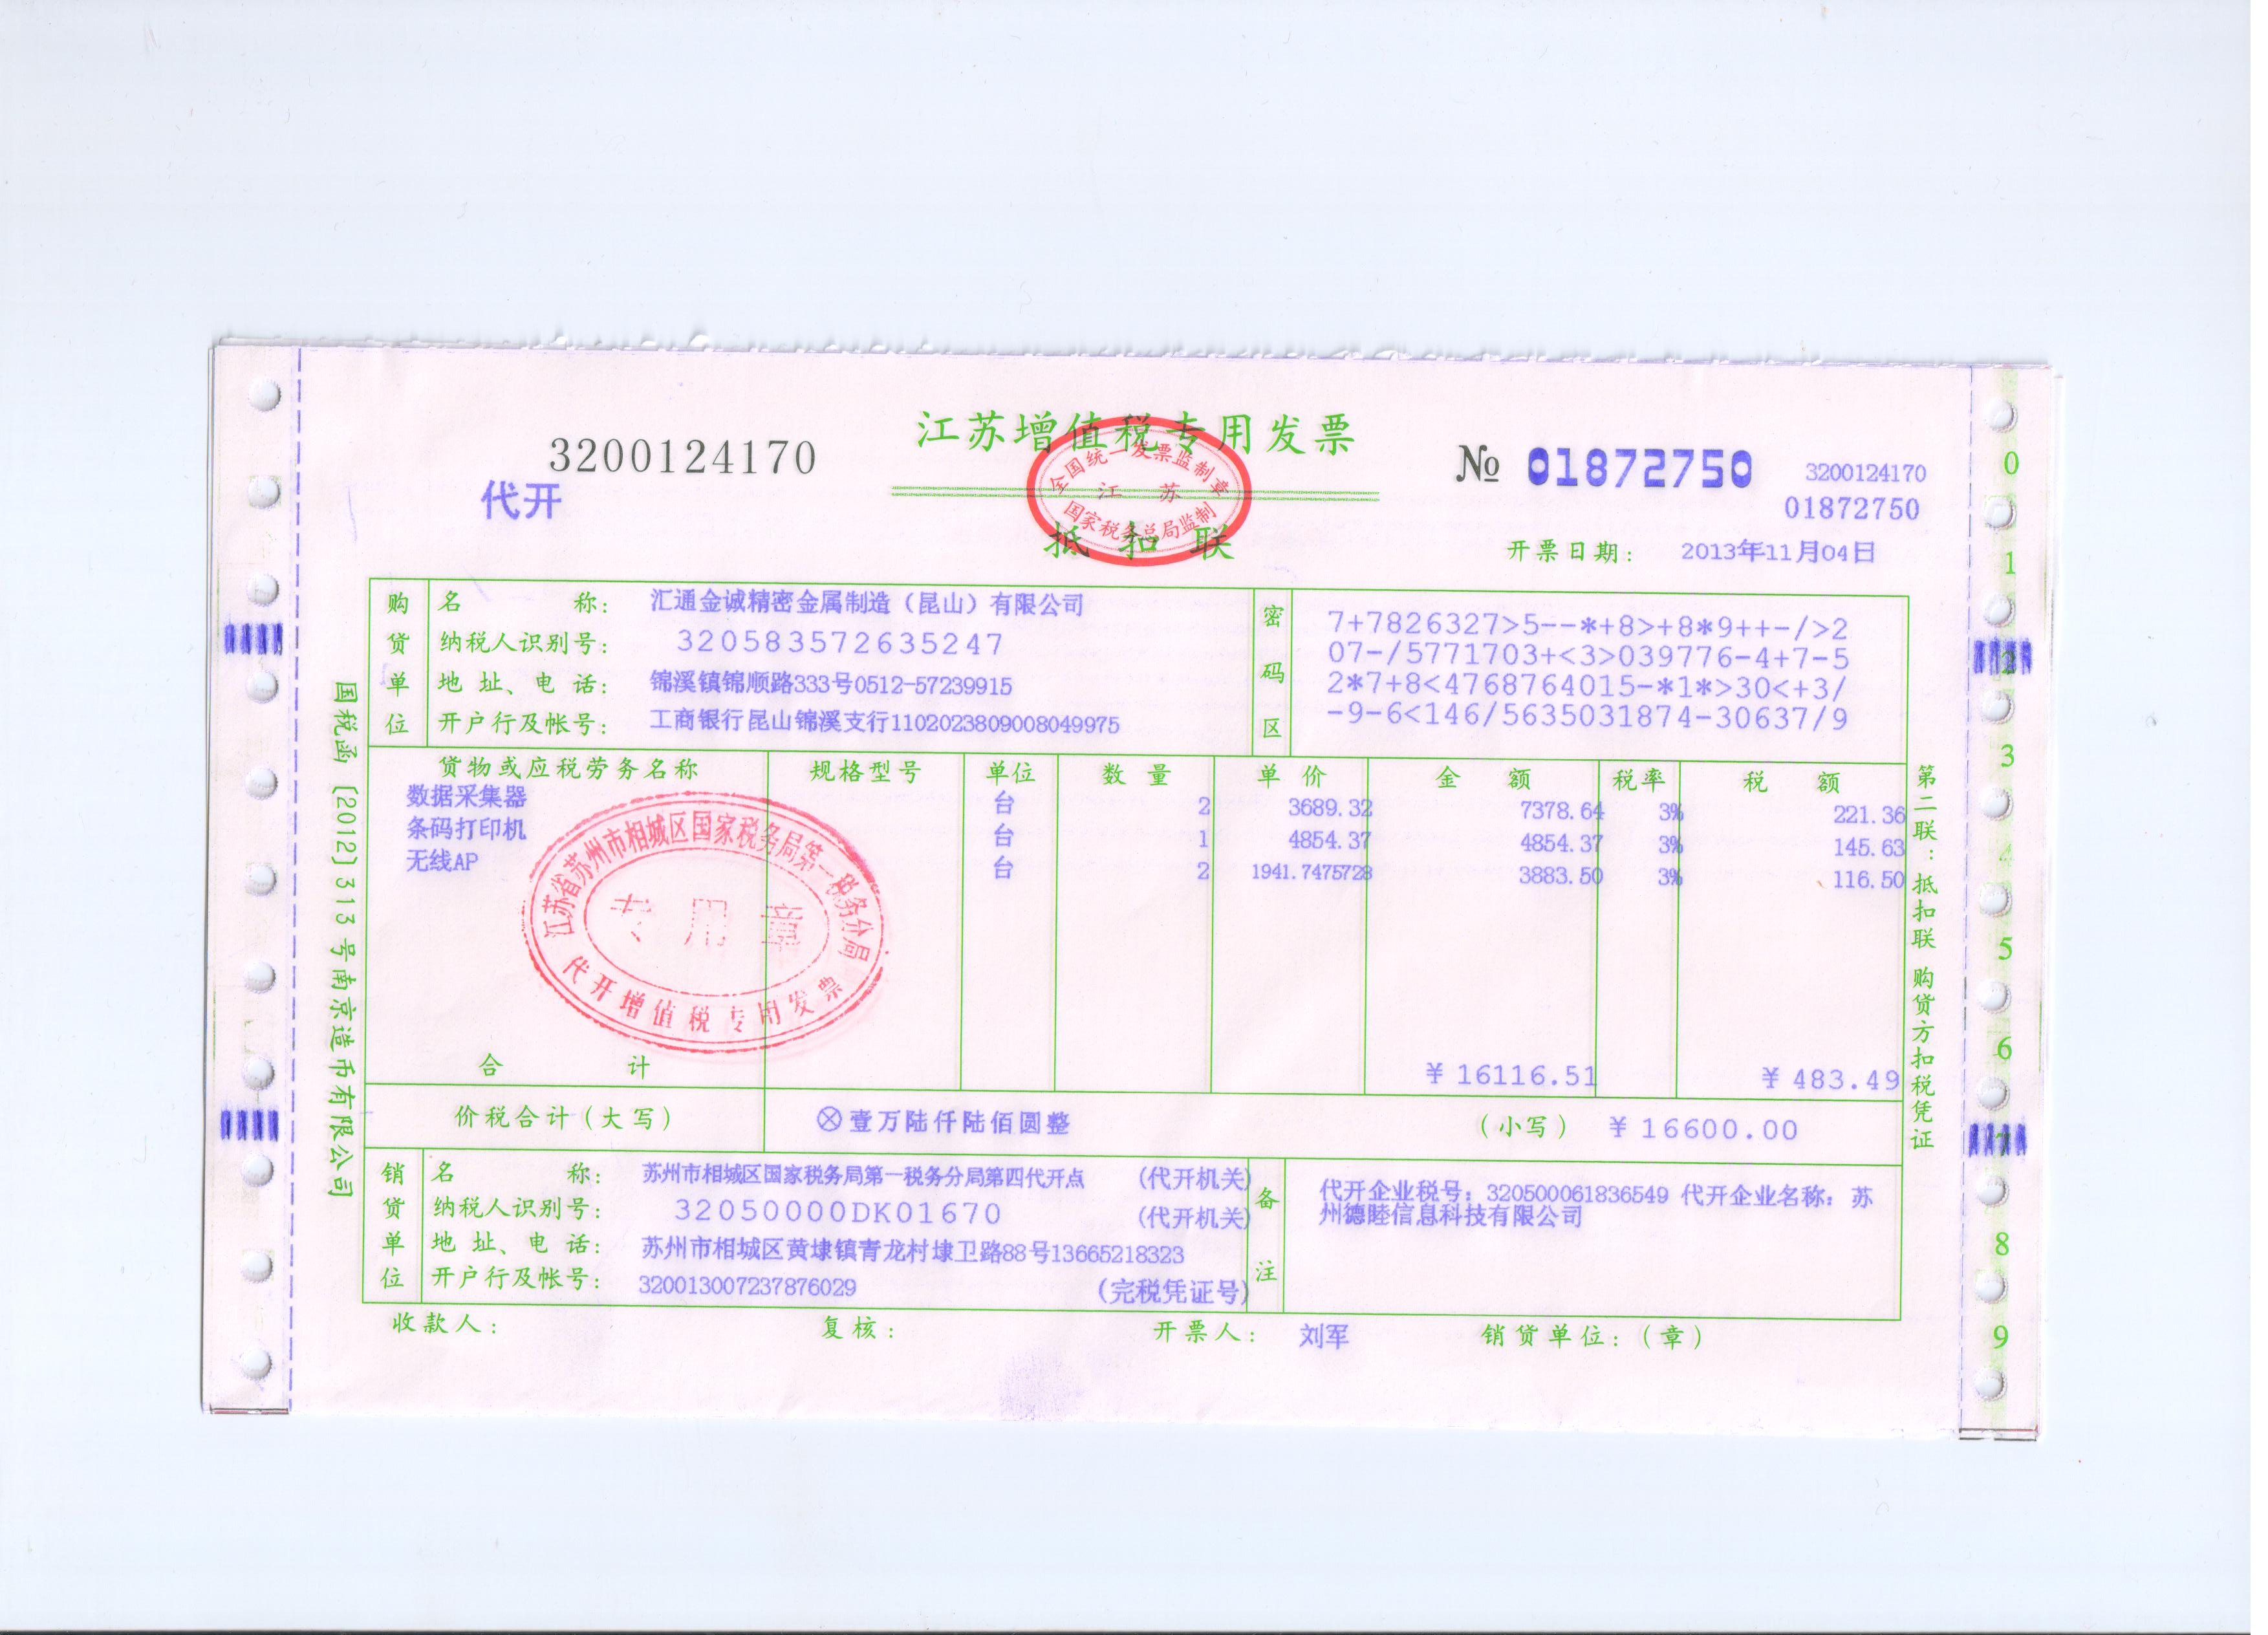 江苏增值税专用发票
3200124170
№ 01872750
3200124170
01872750
代开
全国统一发票监制章
江 苏
国家税务总局监制
抵 扣 联
开票日期: 2013年11月04日
购货单位
名 称: 汇通金诚精密金属制造（昆山）有限公司
纳税人识别号: 320583572635247
地 址、电 话: 锦溪镇锦顺路333号0512-57239915
开户行及帐号: 工商银行昆山锦溪支行1102023809008049975
密码区
7+7826327>5--*+8>+8*9++-/>2
07-/5771703+<3>039776-4+7-5
2*7+8<4768764015-*1*>30<+3/
-9-6<146/5635031874-30637/9
货物或应税劳务名称 规格型号 单位 数 量 单 价 金 额 税率 税 额
数据采集器 台 2 3689.32 7378.64 3% 221.36
条码打印机 台 1 4854.37 4854.37 3% 145.63
无线AP 台 2 1941.7475728 3883.50 3% 116.50
江苏省苏州市相城区国家税务局第一税务分局
专 用 章
代开增值税专用发票
合 计 ¥16116.51 ¥483.49
价税合计（大写） ⊗壹万陆仟陆佰圆整 （小写） ¥16600.00
销货单位
名 称: 苏州市相城区国家税务局第一税务分局第四代开点 (代开机关)
纳税人识别号: 32050000DK01670 (代开机关)
地 址、电 话: 苏州市相城区黄埭镇青龙村埭卫路88号13665218323
开户行及帐号: 320013007237876029 (完税凭证号)
备注
代开企业税号: 320500061836549 代开企业名称: 苏
州德睦信息科技有限公司
收款人: 复核: 开票人: 刘军 销货单位:（章）
国税函［2012］313号南京造币有限公司
第二联:抵扣联 购货方扣税凭证
0
1
2
3
4
5
6
7
8
9